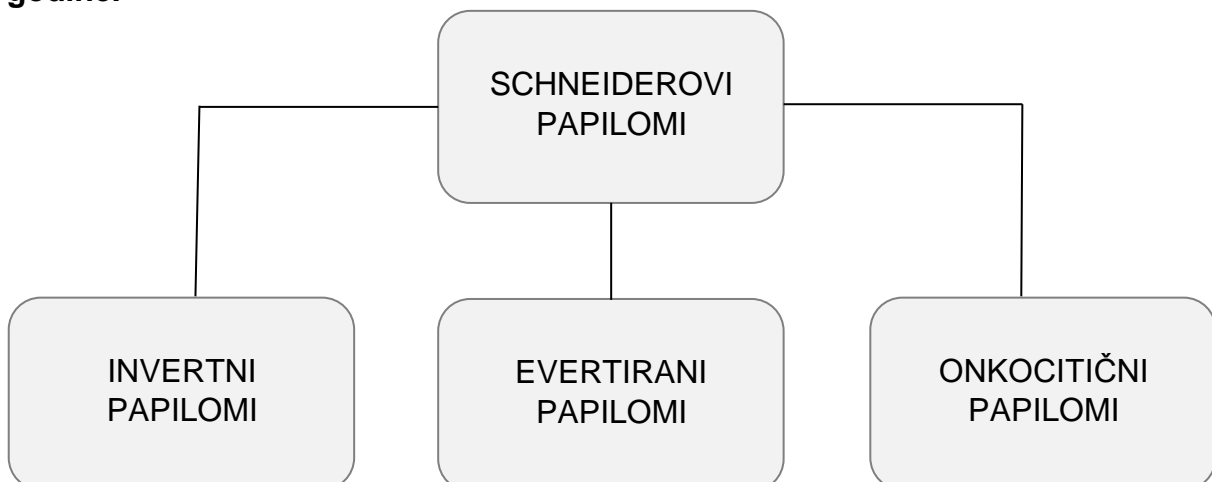 SCHNEIDEROVI
PAPILOMI
INVERTNI
PAPILOMI
EVERTIRANI
PAPILOMI
ONKOCITIČNI
PAPILOMI